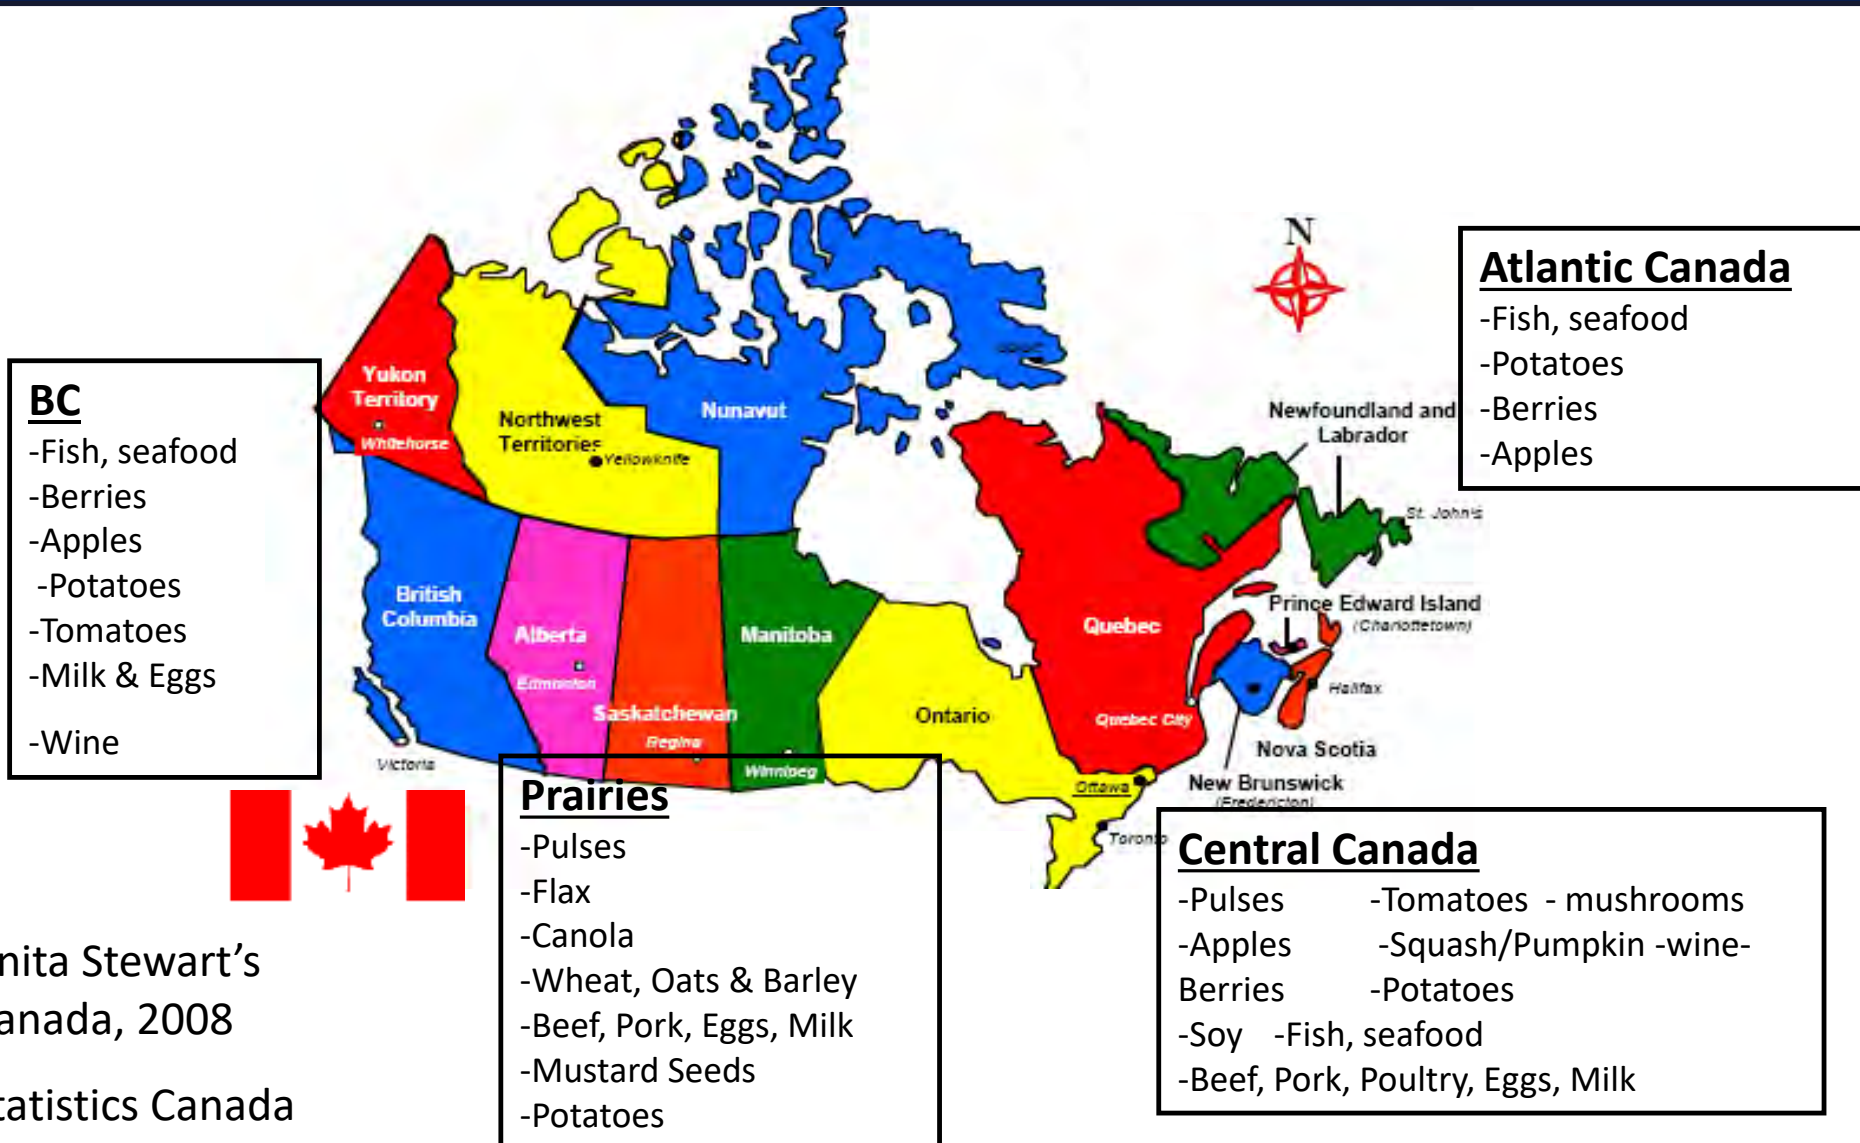 N
Atlantic Canada
-Fish, seafood
-Potatoes
-Berries
-Apples
BC
-Fish, seafood
-Berries
-Apples
-Potatoes
-Tomatoes
-Milk & Eggs
-Wine
Yukon
Territory
Whitehorse
Northwest
Territories
Yellowknife
Nunavut
Newfoundland and
Labrador
St. John's
British
Columbia
Victoria
Alberta
Edmonton
Saskatchewan
Regina
Manitoba
Winnipeg
Ontario
Ottawa
Toronto
Quebec
Quebec City
Prince Edward Island
(Charlottetown)
Halifax
Nova Scotia
New Brunswick
(Fredericton)
Prairies
-Pulses
-Flax
-Canola
-Wheat, Oats & Barley
-Beef, Pork, Eggs, Milk
-Mustard Seeds
-Potatoes
Central Canada
-Pulses -Tomatoes - mushrooms
-Apples -Squash/Pumpkin -wine-
Berries -Potatoes
-Soy -Fish, seafood
-Beef, Pork, Poultry, Eggs, Milk
nita Stewart’s
anada, 2008
tatistics Canada